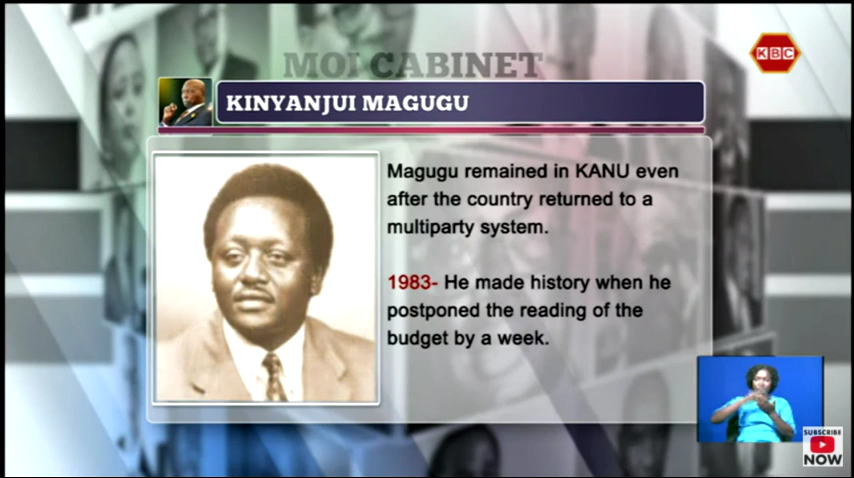 MOI CABINET
KBC
KINYANJUI MAGUGU
Magugu remained in KANU even
after the country returned to a
multiparty system.
1983- He made history when he
postponed the reading of the
budget by a week.
SUBSCRIBE
NOW